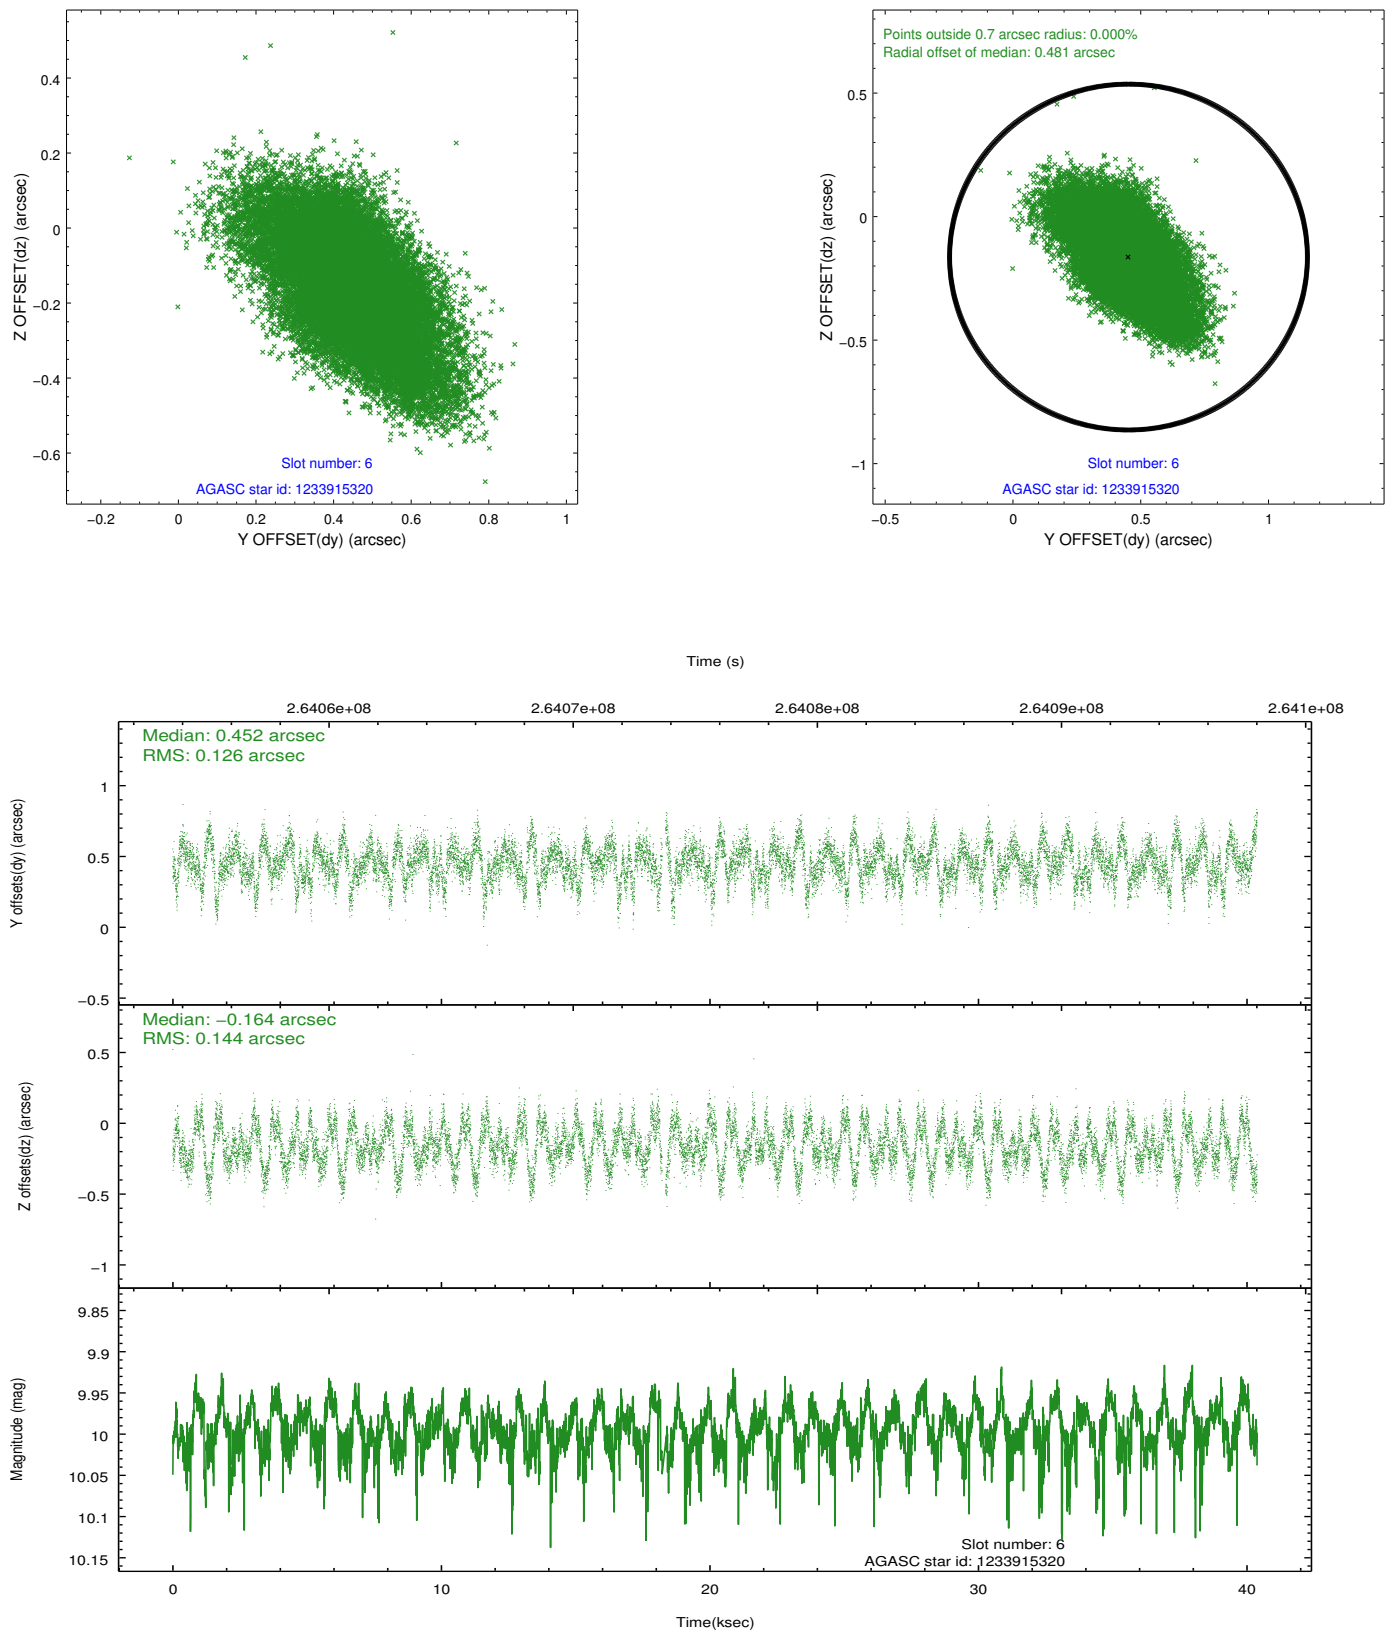 0.4
0.2
0
−0.2
−0.4
−0.6
Z OFFSET(dz) (arcsec)
Slot number: 6
AGASC star id: 1233915320
−0.2 0 0.2 0.4 0.6 0.8 1
Y OFFSET(dy) (arcsec)
Points outside 0.7 arcsec radius: 0.000%
Radial offset of median: 0.481 arcsec
0.5
0
−0.5
−1
Z OFFSET(dz) (arcsec)
Slot number: 6
AGASC star id: 1233915320
−0.5 0 0.5 1
Y OFFSET(dy) (arcsec)
Time (s)
2.6406e+08 2.6407e+08 2.6408e+08 2.6409e+08 2.641e+08
Median: 0.452 arcsec
RMS: 0.126 arcsec
1
0.5
0
−0.5
Y offsets(dy) (arcsec)
Median: −0.164 arcsec
RMS: 0.144 arcsec
0.5
0
−0.5
−1
Z offsets(dz) (arcsec)
9.85
9.9
9.95
10
10.05
10.1
10.15
Magnitude (mag)
Slot number: 6
AGASC star id: 1233915320
0 10 20 30 40
Time(ksec)